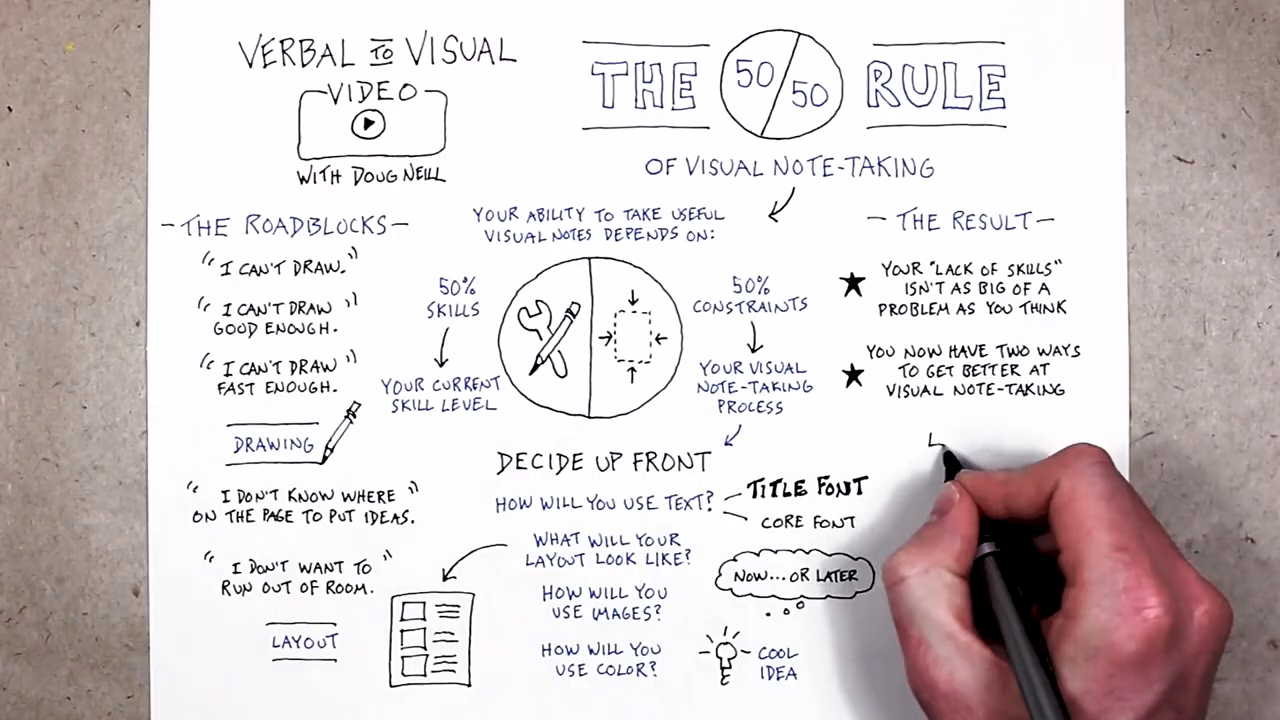 VERBAL TO VISUAL
VIDEO
WITH DOUG NEILL
THE 50/50 RULE
OF VISUAL NOTE-TAKING
- THE ROADBLOCKS -
"I CAN'T DRAW."
"I CAN'T DRAW
GOOD ENOUGH."
"I CAN'T DRAW
FAST ENOUGH."
DRAWING
"I DON'T KNOW WHERE
ON THE PAGE TO PUT IDEAS."
"I DON'T WANT TO
RUN OUT OF ROOM."
LAYOUT
YOUR ABILITY TO TAKE USEFUL
VISUAL NOTES DEPENDS ON:
50%
SKILLS
YOUR CURRENT
SKILL LEVEL
50%
CONSTRAINTS
YOUR VISUAL
NOTE-TAKING
PROCESS
DECIDE UP FRONT
HOW WILL YOU USE TEXT?
TITLE FONT
CORE FONT
WHAT WILL YOUR
LAYOUT LOOK LIKE?
HOW WILL YOU
USE IMAGES?
NOW... OR LATER
HOW WILL YOU
USE COLOR?
COOL
IDEA
- THE RESULT -
YOUR "LACK OF SKILLS"
ISN'T AS BIG OF A
PROBLEM AS YOU THINK
YOU NOW HAVE TWO WAYS
TO GET BETTER AT
VISUAL NOTE-TAKING